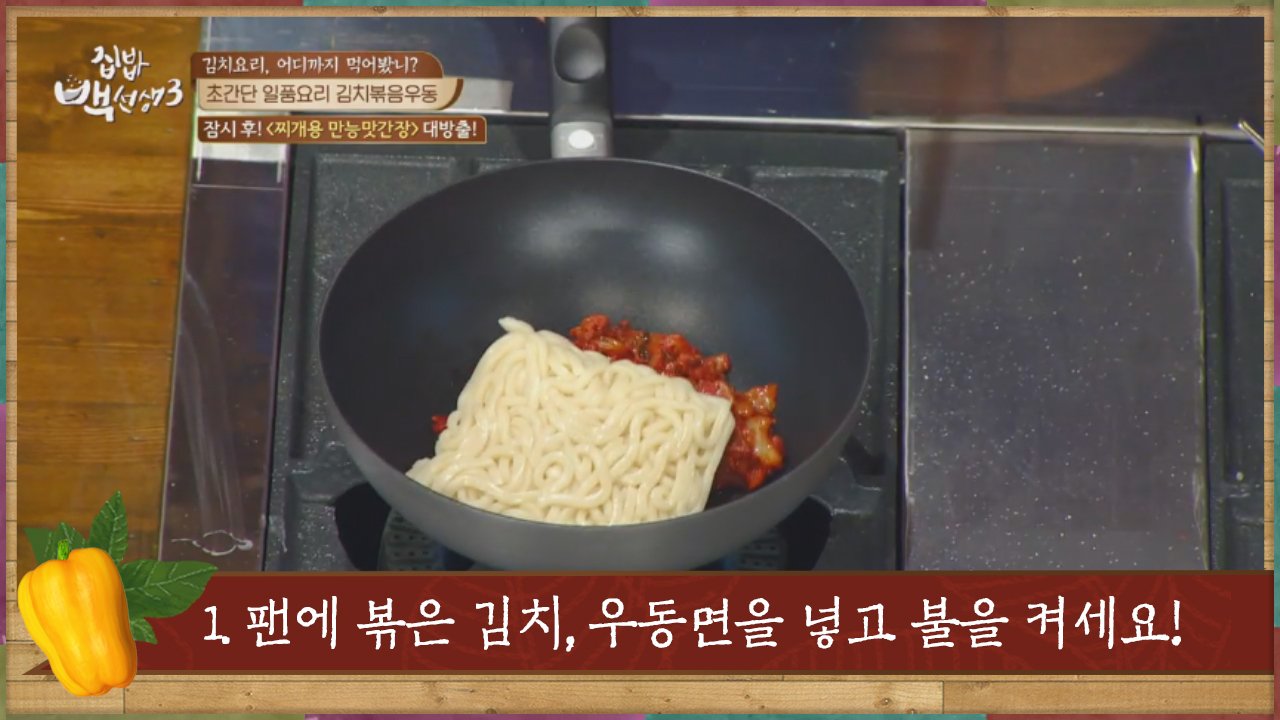 집밥
백선생3
김치요리, 어디까지 먹어봤니?
초간단 일품요리 김치볶음우동
잠시 후! <찌개용 만능맛간장> 대방출!
1. 팬에 볶은 김치, 우동면을 넣고 불을 켜세요!